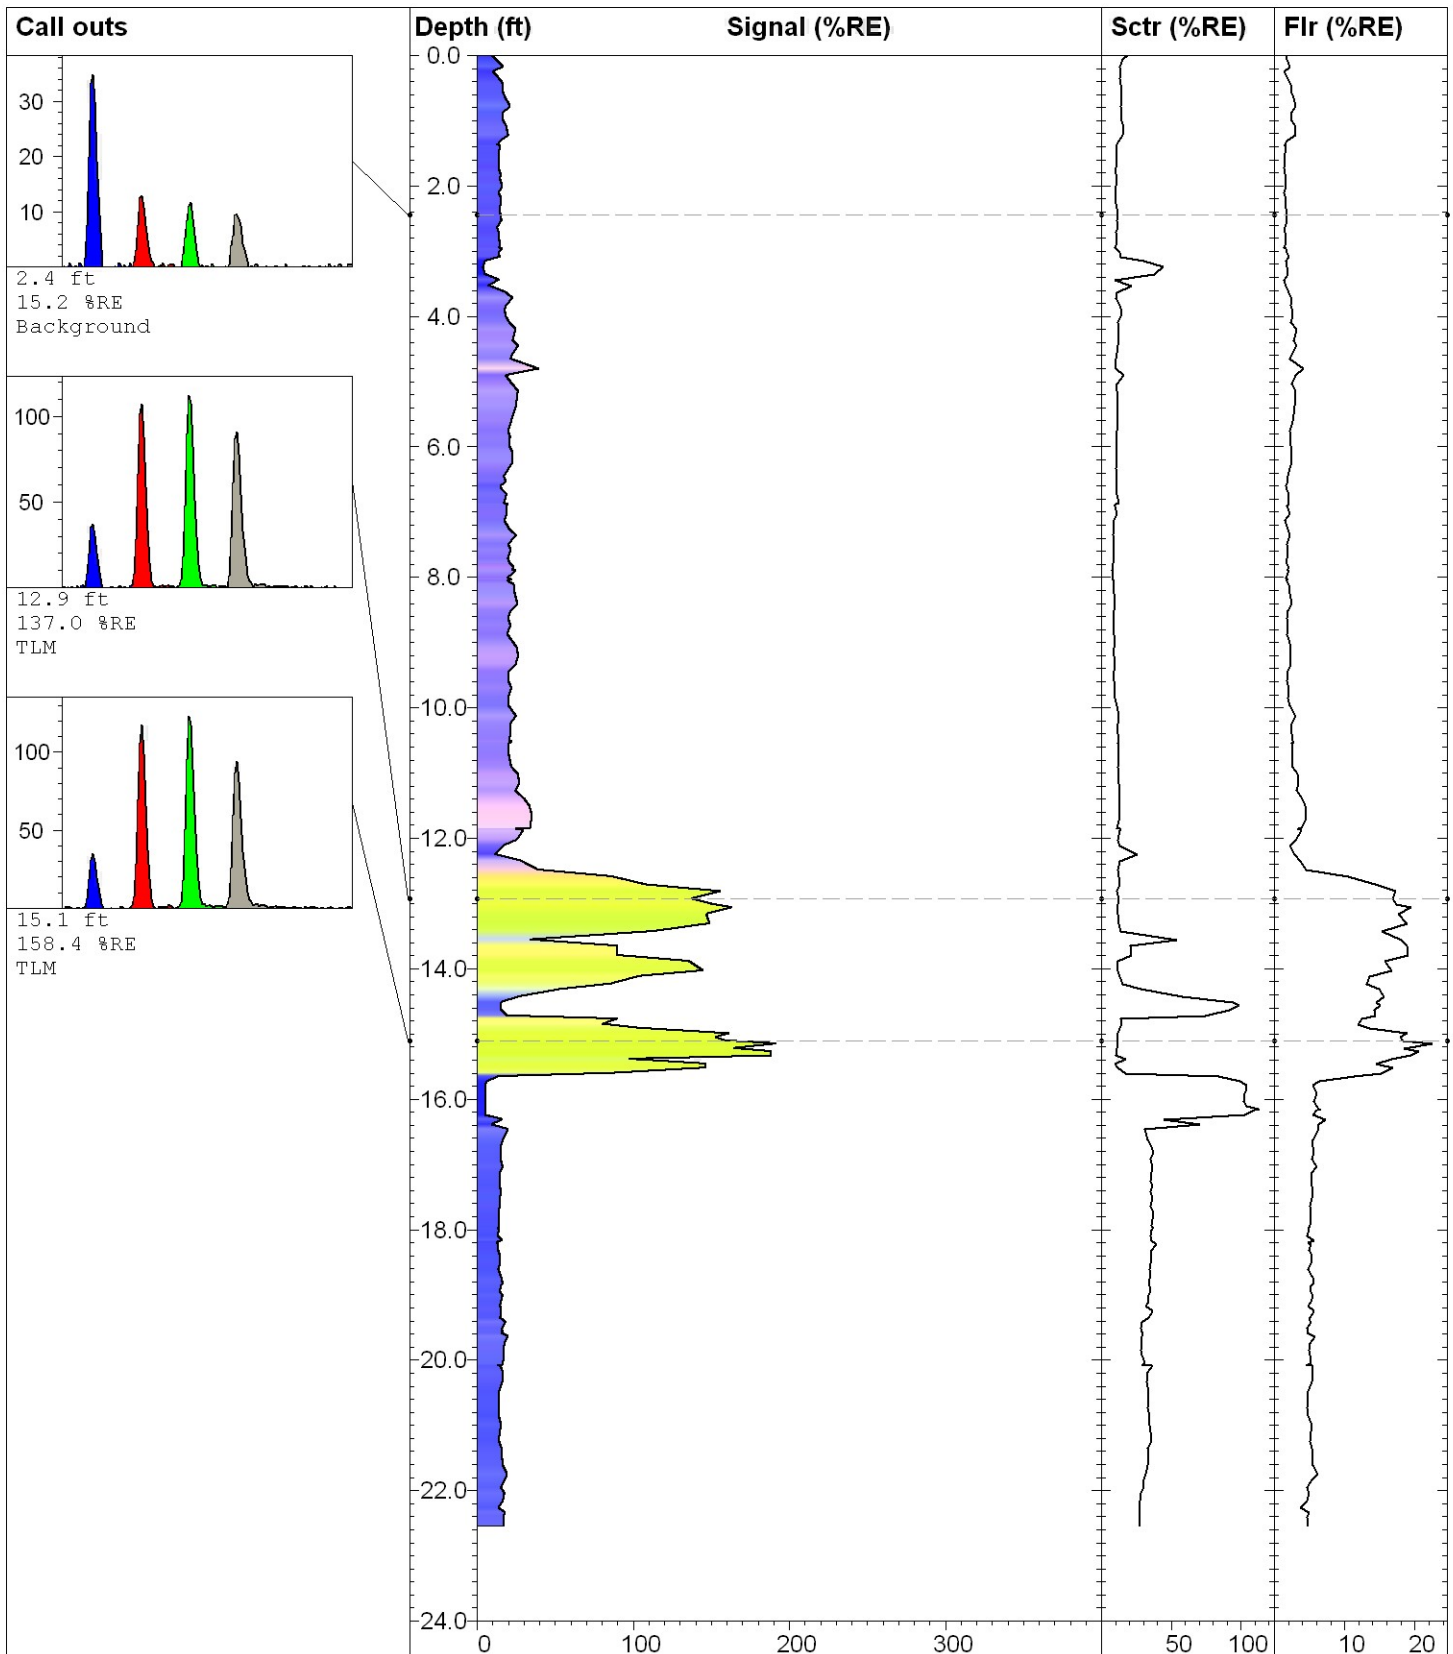 Call outs
Depth (ft)
Signal (%RE)
Sctr (%RE)
Flr (%RE)
30
20
10
2.4 ft
15.2 %RE
Background
100
50
12.9 ft
137.0 %RE
TLM
100
50
15.1 ft
158.4 %RE
TLM
0.0
2.0
4.0
6.0
8.0
10.0
12.0
14.0
16.0
18.0
20.0
22.0
24.0
0 100 200 300
50 100
10 20